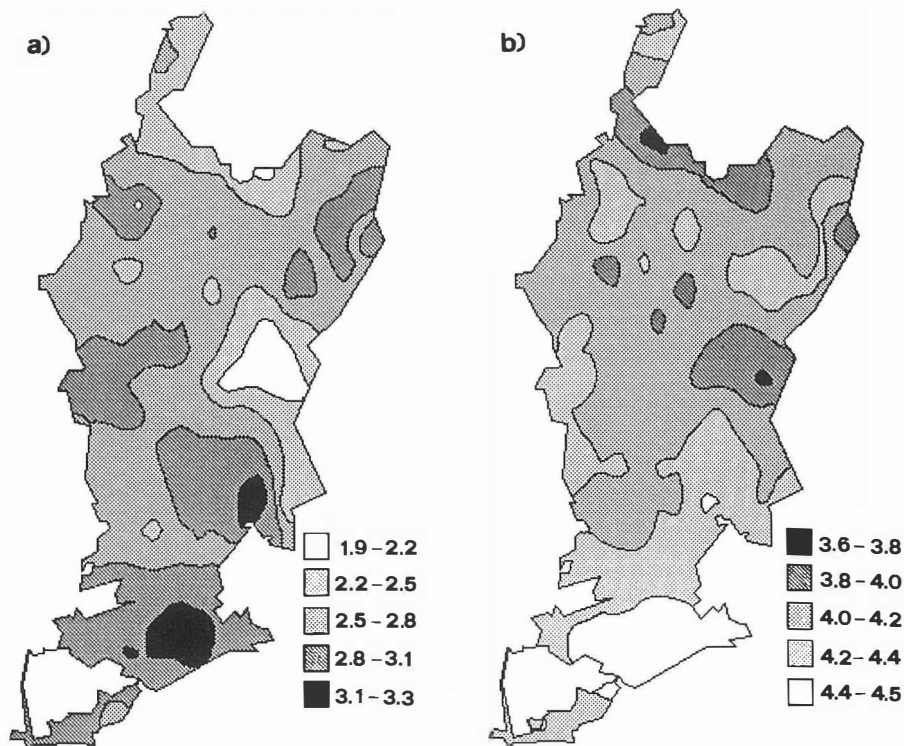 a)
1.9 – 2.2
2.2 – 2.5
2.5 – 2.8
2.8 – 3.1
3.1 – 3.3
b)
3.6 – 3.8
3.8 – 4.0
4.0 – 4.2
4.2 – 4.4
4.4 – 4.5